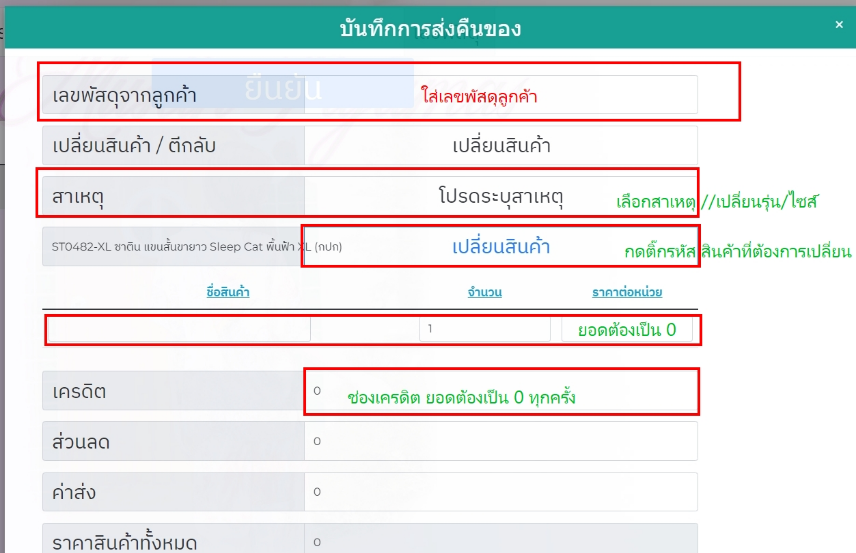 บันทึกการส่งคืนของ ×
ยืนยัน
เลขพัสดุจากลูกค้า ใส่เลขพัสดุลูกค้า
เปลี่ยนสินค้า / ตีกลับ เปลี่ยนสินค้า
สาเหตุ โปรดระบุสาเหตุ เลือกสาเหตุ //เปลี่ยนรุ่น/ไซส์
ST0482-XL ซาติน แขนสั้นขายาว Sleep Cat พื้นฟ้า XL (กปก) เปลี่ยนสินค้า กดติ๊กรหัส สินค้าที่ต้องการเปลี่ยน
ชื่อสินค้า จำนวน ราคาต่อหน่วย
1 ยอดต้องเป็น 0
เครดิต 0 ช่องเครดิต ยอดต้องเป็น 0 ทุกครั้ง
ส่วนลด 0
ค่าส่ง 0
ราคาสินค้าทั้งหมด 0